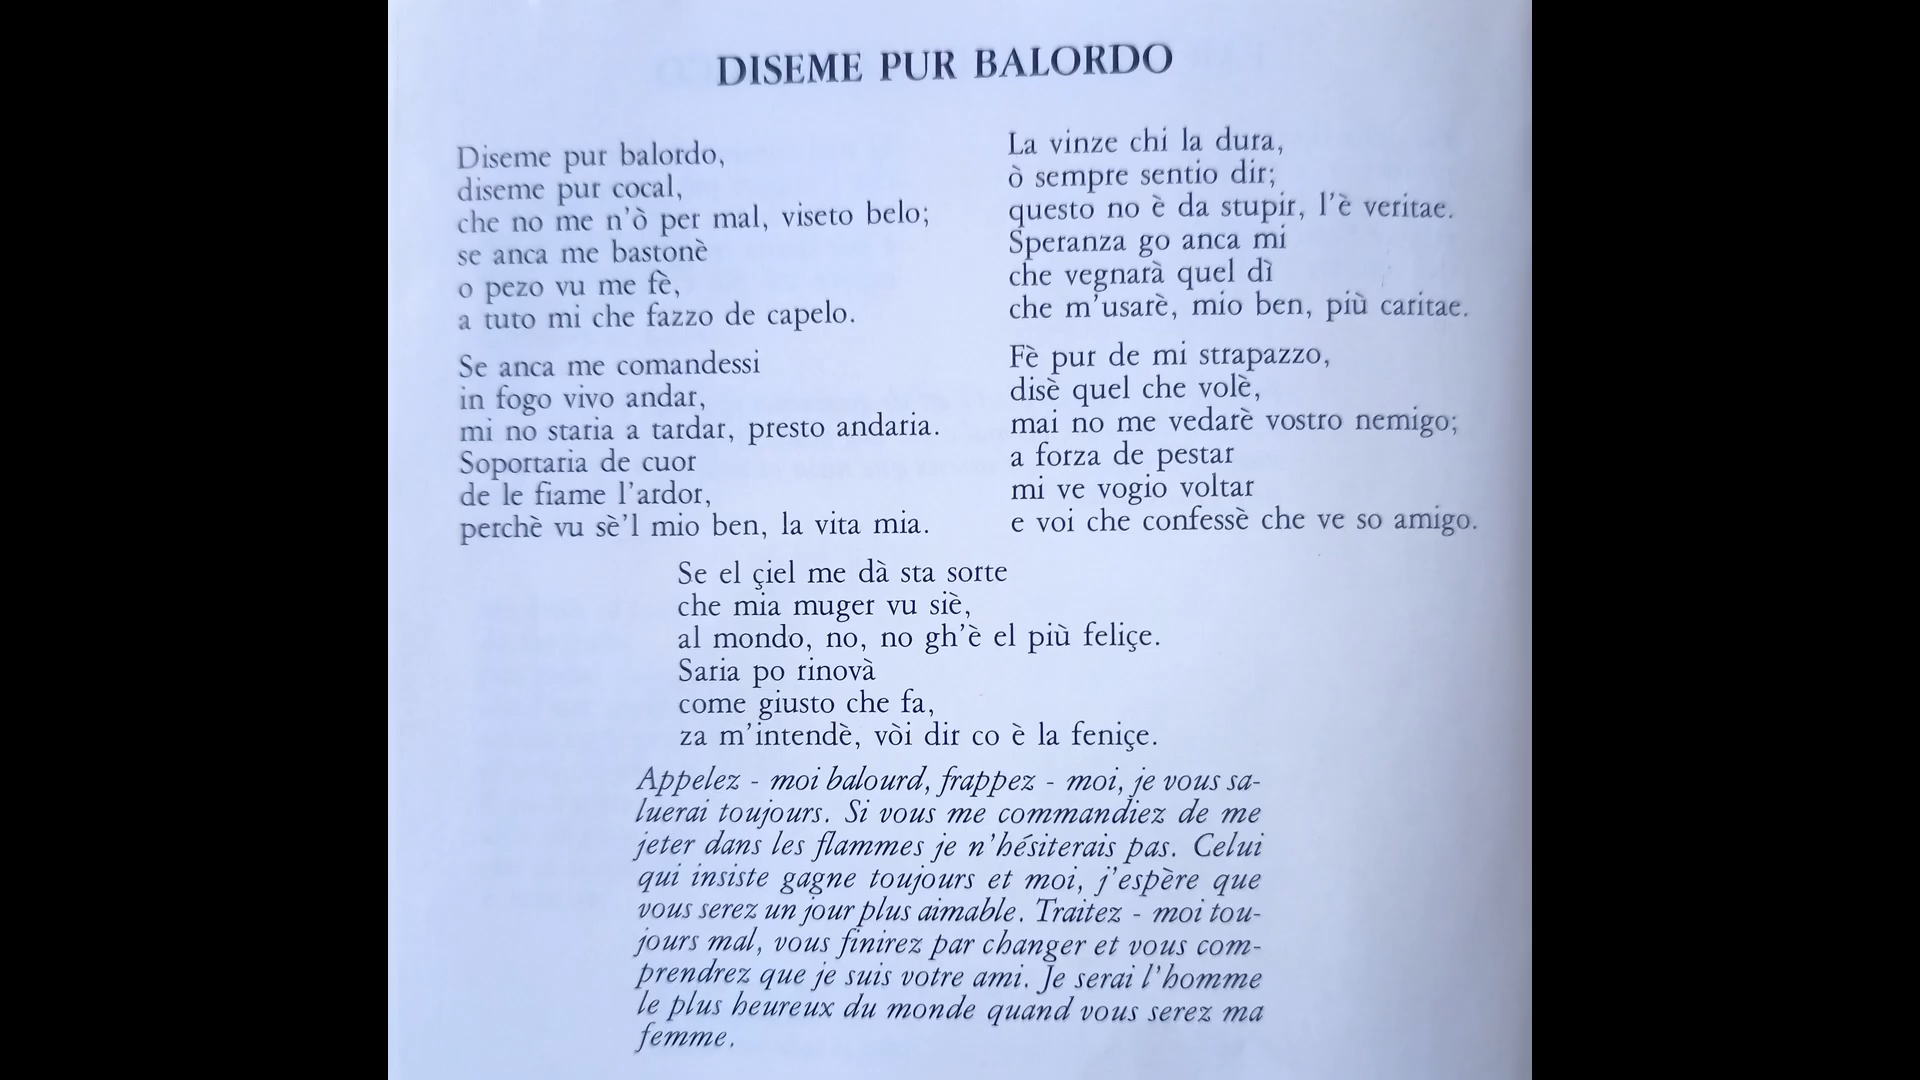 DISEME PUR BALORDO
Diseme pur balordo,
diseme pur cocal,
che no me n'ò per mal, viseto belo;
se anca me bastonè
o pezo vu me fè,
a tuto mi che fazzo de capelo.
Se anca me comandessi
in fogo vivo andar,
mi no staria a tardar, presto andaria.
Soportaria de cuor
de le fiame l'ardor,
perchè vu sè'l mio ben, la vita mia.
La vinze chi la dura,
ò sempre sentio dir;
questo no è da stupir, l'è veritae.
Speranza go anca mi
che vegnarà quel dì
che m'usarè, mio ben, più caritae.
Fè pur de mi strapazzo,
disè quel che volè,
mai no me vedarè vostro nemigo;
a forza de pestar
mi ve vogio voltar
e voi che confessè che ve so amigo.
Se el çiel me dà sta sorte
che mia muger vu siè,
al mondo, no, no gh'è el più feliçe.
Saria po rinovà
come giusto che fa,
za m'intendè, vòi dir co è la feniçe.
Appelez - moi balourd, frappez - moi, je vous sa-
luerai toujours. Si vous me commandiez de me
jeter dans les flammes je n'hésiterais pas. Celui
qui insiste gagne toujours et moi, j'espère que
vous serez un jour plus aimable. Traitez - moi tou-
jours mal, vous finirez par changer et vous com-
prendrez que je suis votre ami. Je serai l'homme
le plus heureux du monde quand vous serez ma
femme.